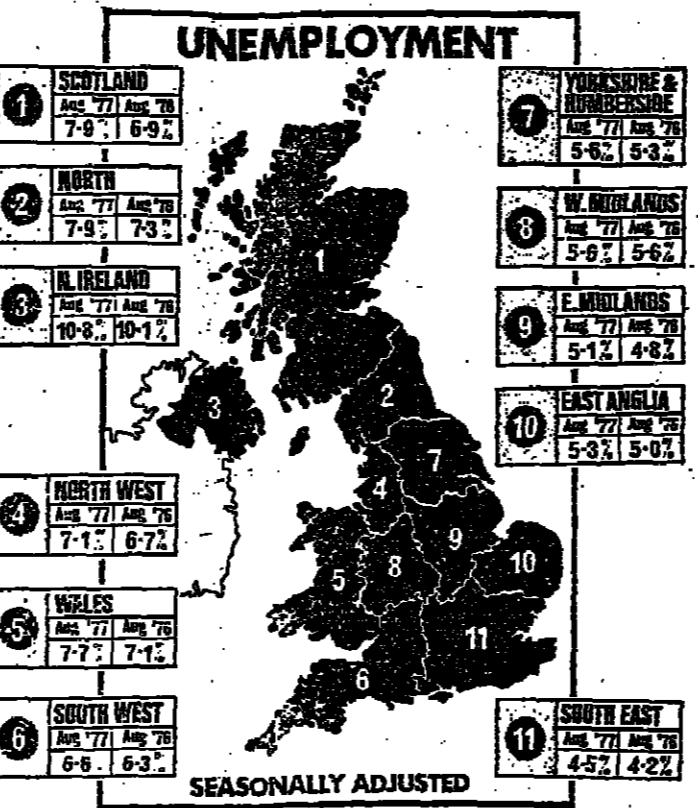 UNEMPLOYMENT
1
SCOTLAND
Aug '77 Aug '76
7·9% 6·9%
2
NORTH
Aug '77 Aug '76
7·9% 7·3%
3
N.IRELAND
Aug '77 Aug '76
10·8% 10·1%
4
NORTH WEST
Aug '77 Aug '76
7·1% 6·7%
5
WALES
Aug '77 Aug '76
7·7% 7·1%
6
SOUTH WEST
Aug '77 Aug '76
6·6 6·3%
7
YORKSHIRE &
HUMBERSIDE
Aug '77 Aug '76
5·6% 5·3%
8
W.MIDLANDS
Aug '77 Aug '76
5·6%
9
E.MIDLANDS
Aug '77 Aug '76
5·1% 4·8%
10
EAST ANGLIA
Aug '77 Aug '76
5·3% 5·0%
11
SOUTH EAST
Aug '77 Aug '76
4·5% 4·2%
1
2
3
7
4
9
10
8
5
11
6
SEASONALLY ADJUSTED